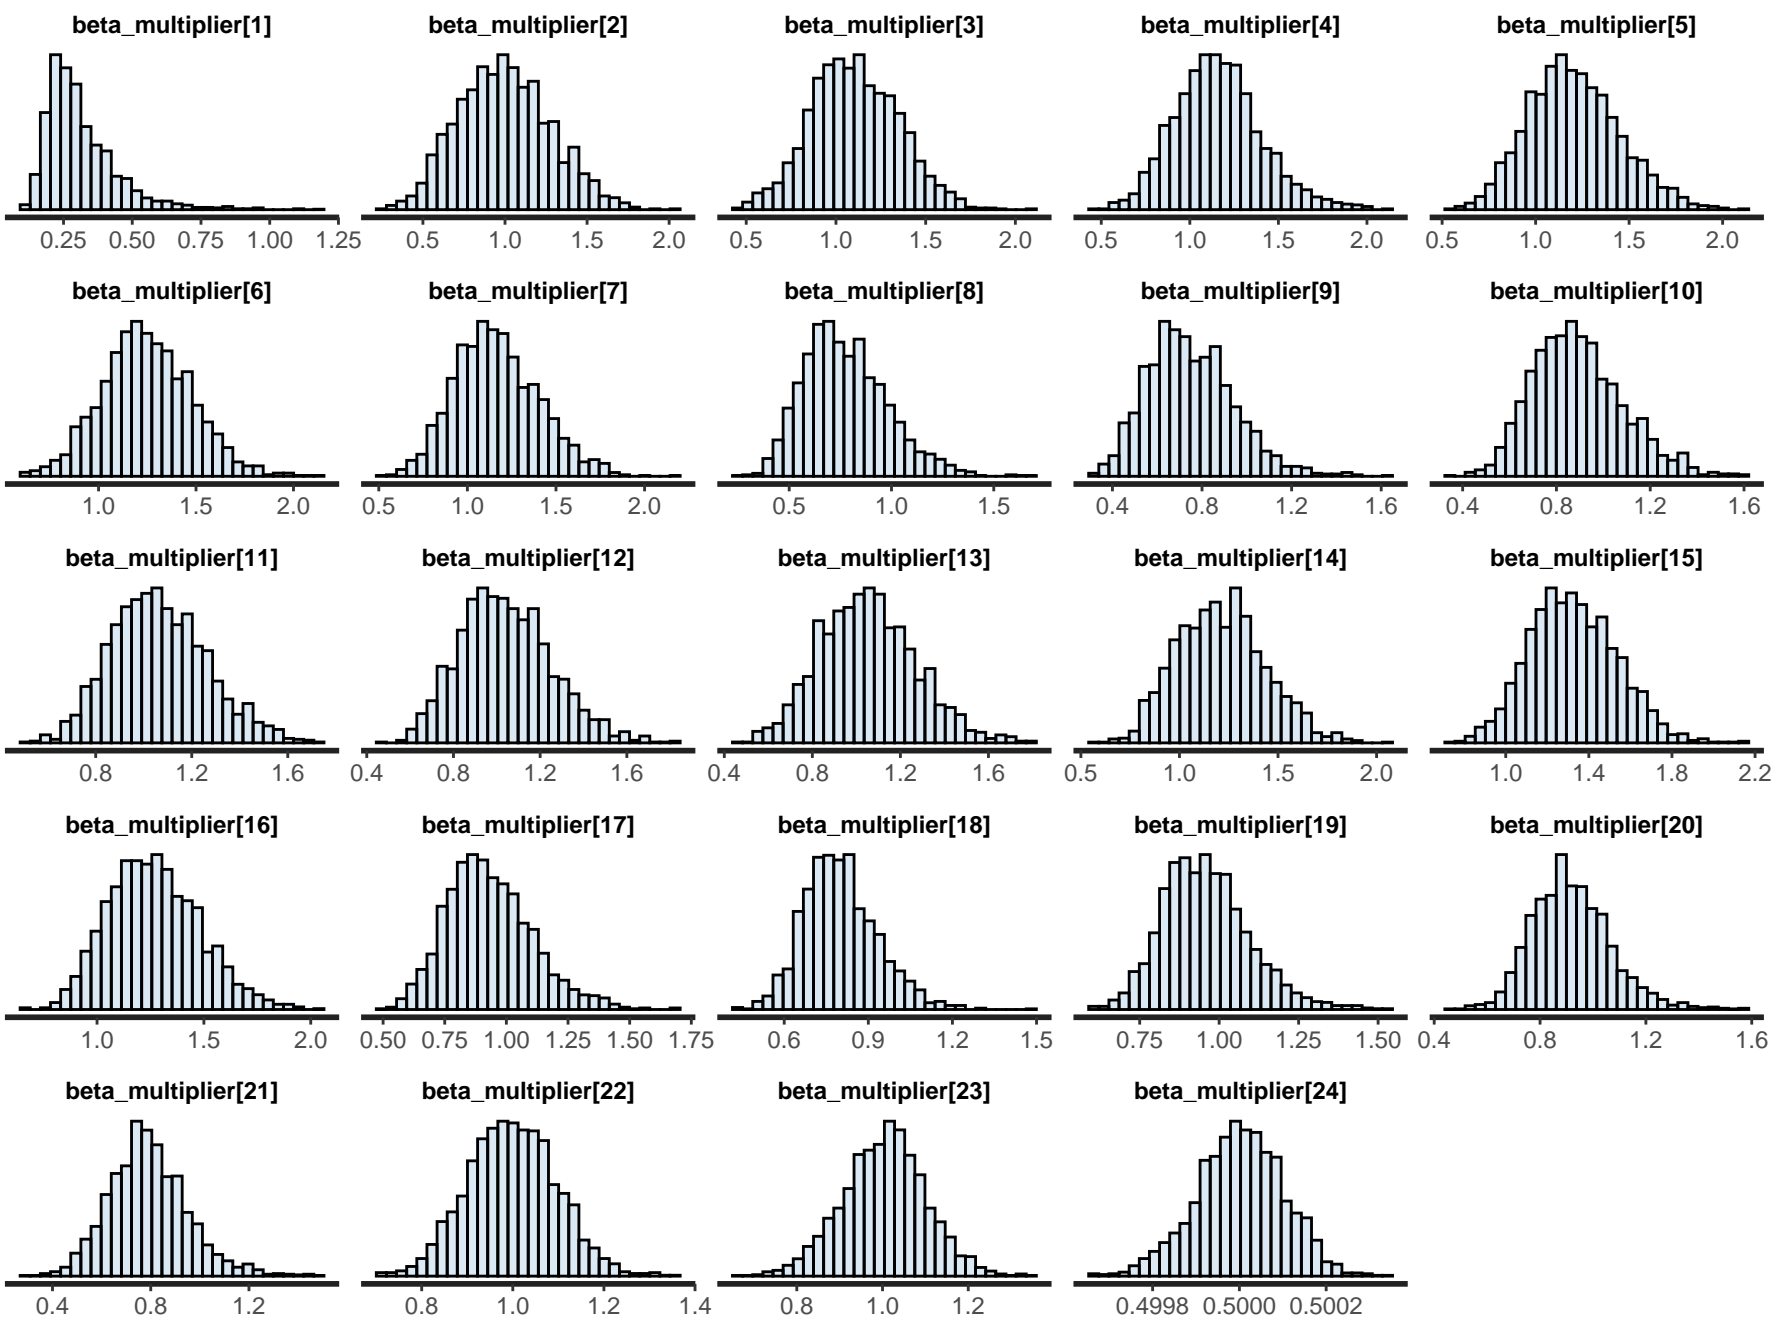 beta_multiplier[1] beta_multiplier[2] beta_multiplier[3] beta_multiplier[4] beta_multiplier[5]
0.25 0.50 0.75 1.00 1.25 0.5 1.0 1.5 2.0 0.5 1.0 1.5 2.0 0.5 1.0 1.5 2.0 0.5 1.0 1.5 2.0
beta_multiplier[6] beta_multiplier[7] beta_multiplier[8] beta_multiplier[9] beta_multiplier[10]
1.0 1.5 2.0 0.5 1.0 1.5 2.0 0.5 1.0 1.5 0.4 0.8 1.2 1.6 0.4 0.8 1.2 1.6
beta_multiplier[11] beta_multiplier[12] beta_multiplier[13] beta_multiplier[14] beta_multiplier[15]
0.8 1.2 1.6 0.4 0.8 1.2 1.6 0.4 0.8 1.2 1.6 0.5 1.0 1.5 2.0 1.0 1.4 1.8 2.2
beta_multiplier[16] beta_multiplier[17] beta_multiplier[18] beta_multiplier[19] beta_multiplier[20]
1.0 1.5 2.0 0.50 0.75 1.00 1.25 1.50 1.75 0.6 0.9 1.2 1.5 0.75 1.00 1.25 1.50 0.4 0.8 1.2 1.6
beta_multiplier[21] beta_multiplier[22] beta_multiplier[23] beta_multiplier[24]
0.4 0.8 1.2 0.8 1.0 1.2 1.4 0.8 1.0 1.2 0.4998 0.5000 0.5002